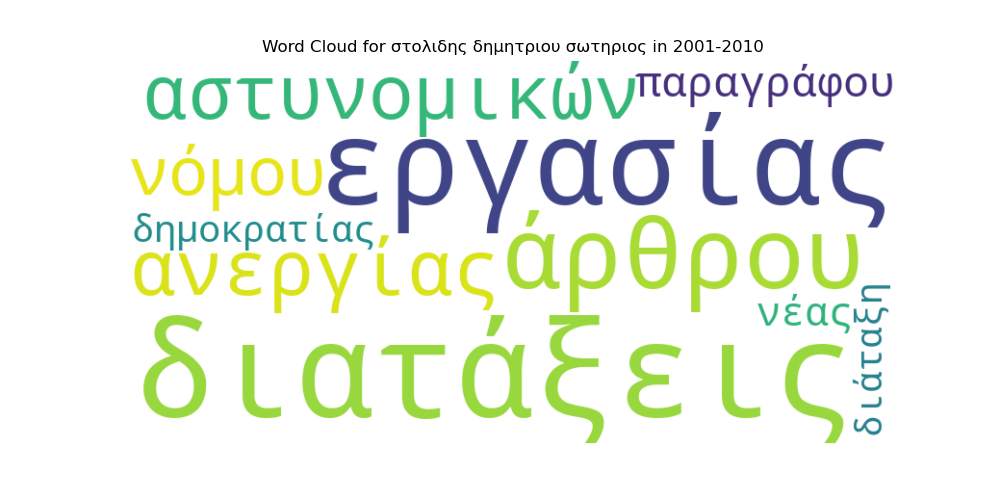 Word Cloud for στολιδης δημητριου σωτηριος in 2001-2010
αστυνομικών
παραγράφου
εργασίας
νόμου
δημοκρατίας
άρθρου
ανεργίας
νέας
διάταξη
διατάξεις